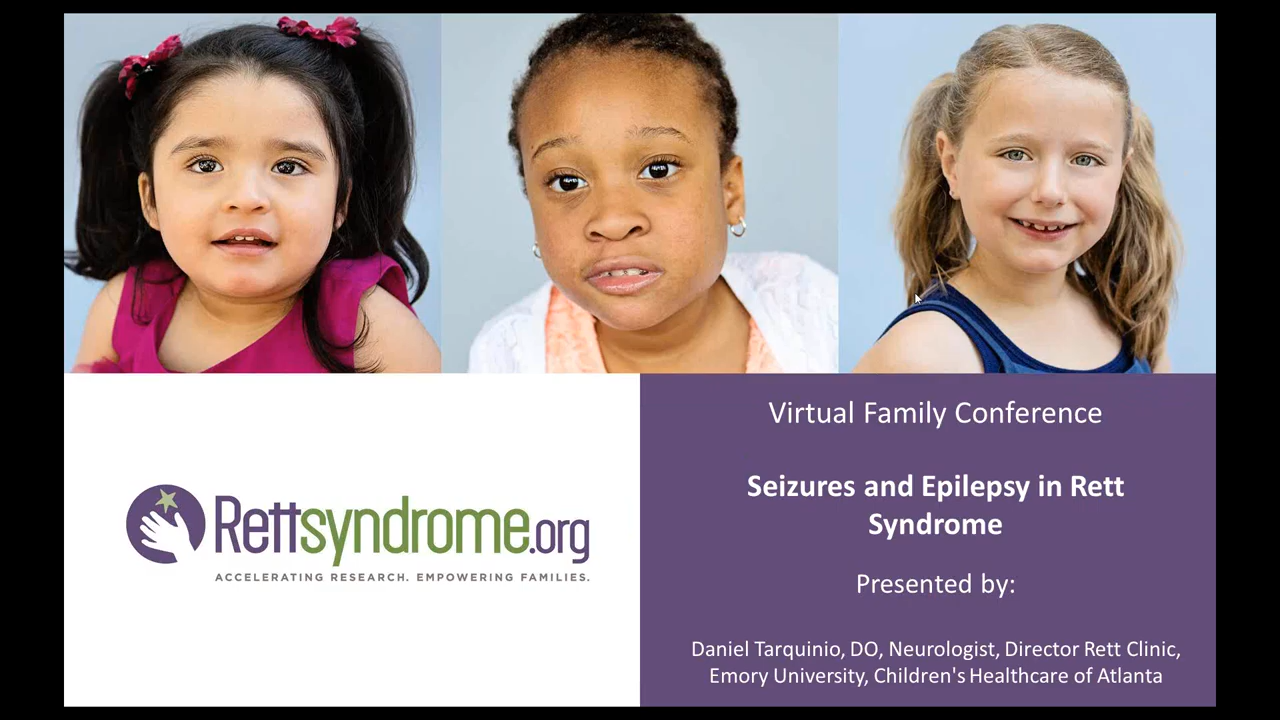 Rettsyndrome.org
ACCELERATING RESEARCH. EMPOWERING FAMILIES.
Virtual Family Conference
Seizures and Epilepsy in Rett
Syndrome
Presented by:
Daniel Tarquinio, DO, Neurologist, Director Rett Clinic,
Emory University, Children's Healthcare of Atlanta